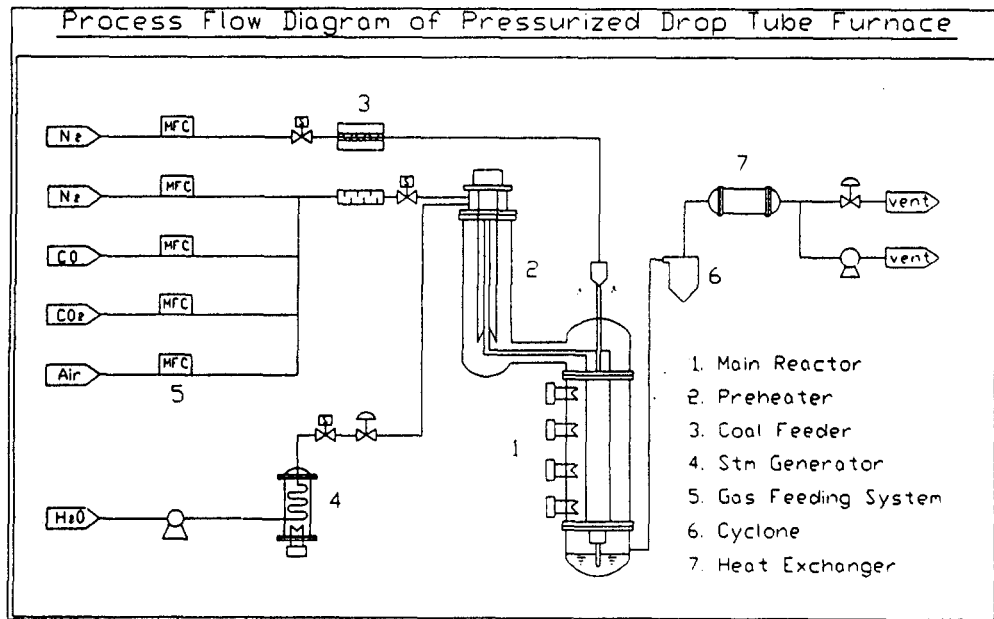 Process Flow Diagram of Pressurized Drop Tube Furnace
3
N2 MFC S
7
N2 MFC S
vent
CO MFC
2
vent
6
CO2 MFC
Air MFC
1. Main Reactor
5
2. Preheater
3. Coal Feeder
S
1
4. Stm Generator
4
5. Gas Feeding System
H2O
6. Cyclone
7. Heat Exchanger